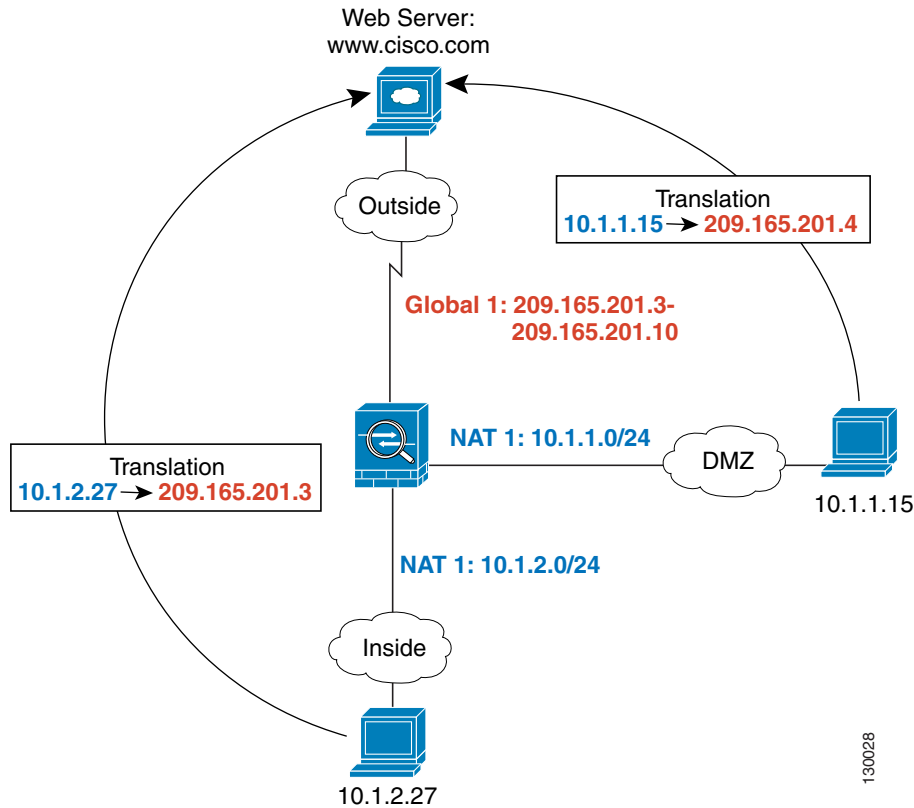 Web Server:
www.cisco.com
Outside
Translation
10.1.1.15 → 209.165.201.4
Global 1: 209.165.201.3-
209.165.201.10
NAT 1: 10.1.1.0/24
DMZ
10.1.1.15
Translation
10.1.2.27 → 209.165.201.3
NAT 1: 10.1.2.0/24
Inside
10.1.2.27
130028